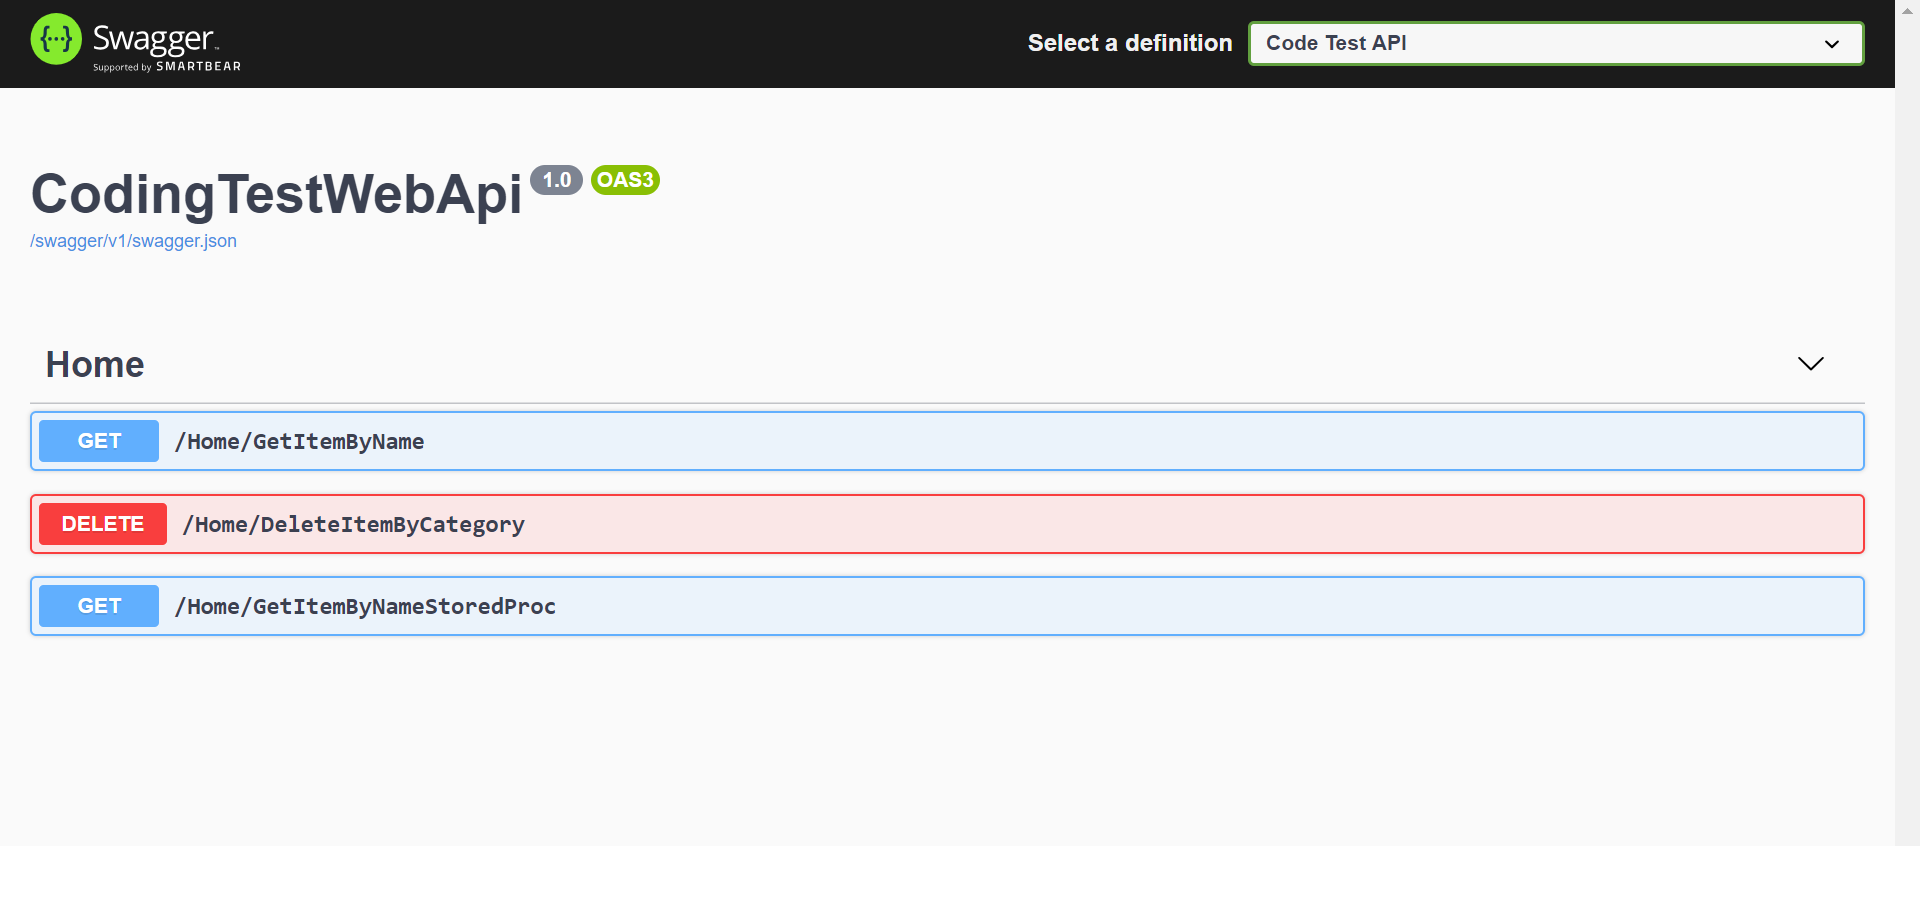 {···} Swagger™
Supported by SMARTBEAR
Select a definition
Code Test API
CodingTestWebApi 1.0 OAS3
/swagger/v1/swagger.json
Home
GET /Home/GetItemByName
DELETE /Home/DeleteItemByCategory
GET /Home/GetItemByNameStoredProc